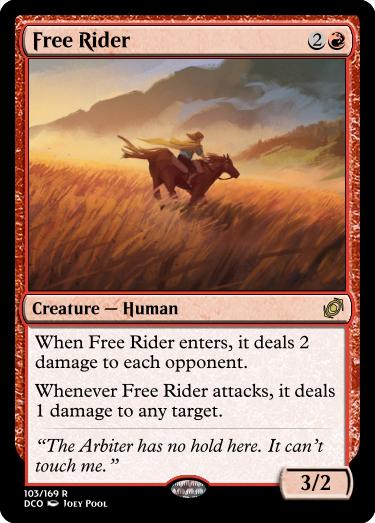 Free Rider 2
Creature — Human
When Free Rider enters, it deals 2
damage to each opponent.
Whenever Free Rider attacks, it deals
1 damage to any target.
“The Arbiter has no hold here. It can’t
touch me.”
3/2
103/169 R
DCO Joey Pool